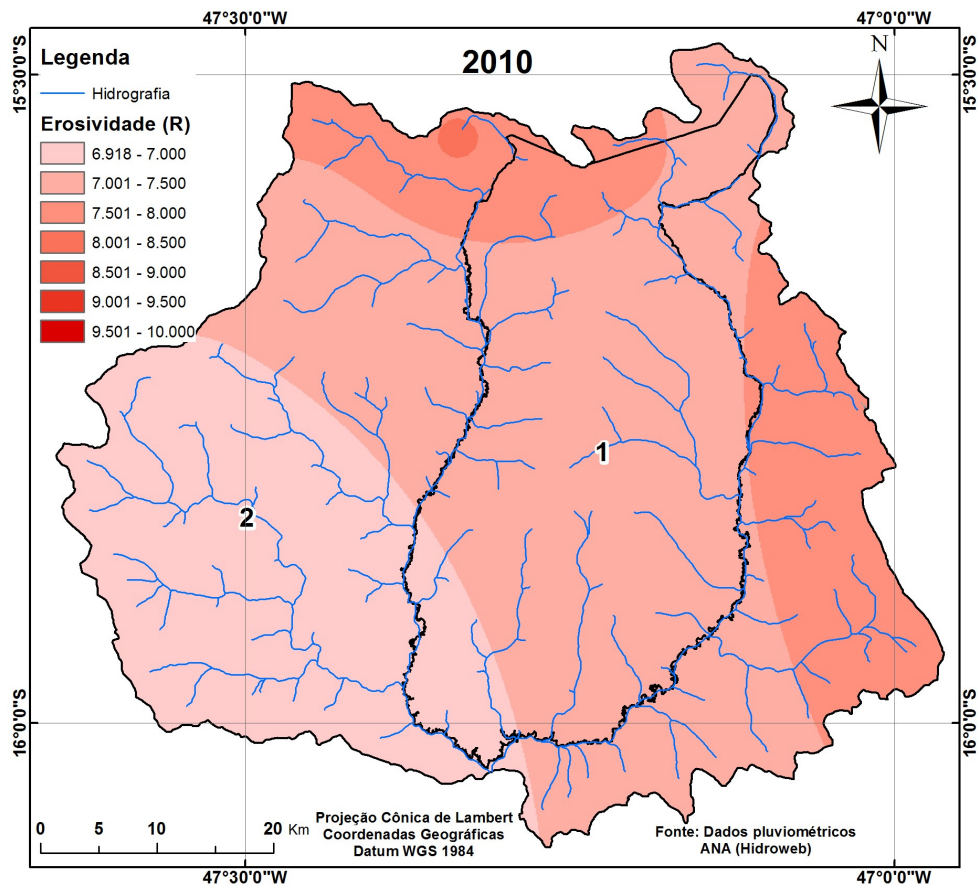 47°30'0"W
47°0'0"W
Legenda
2010
N
15°30'0"S
15°30'0"S
Hidrografia
Erosividade (R)
6.918 - 7.000
7.001 - 7.500
7.501 - 8.000
8.001 - 8.500
8.501 - 9.000
9.001 - 9.500
9.501 - 10.000
1
2
16°0'0"S
16°0'0"S
0 5 10 20 Km
Projeção Cônica de Lambert
Coordenadas Geográficas
Datum WGS 1984
Fonte: Dados pluviométricos
ANA (Hidroweb)
47°30'0"W
47°0'0"W